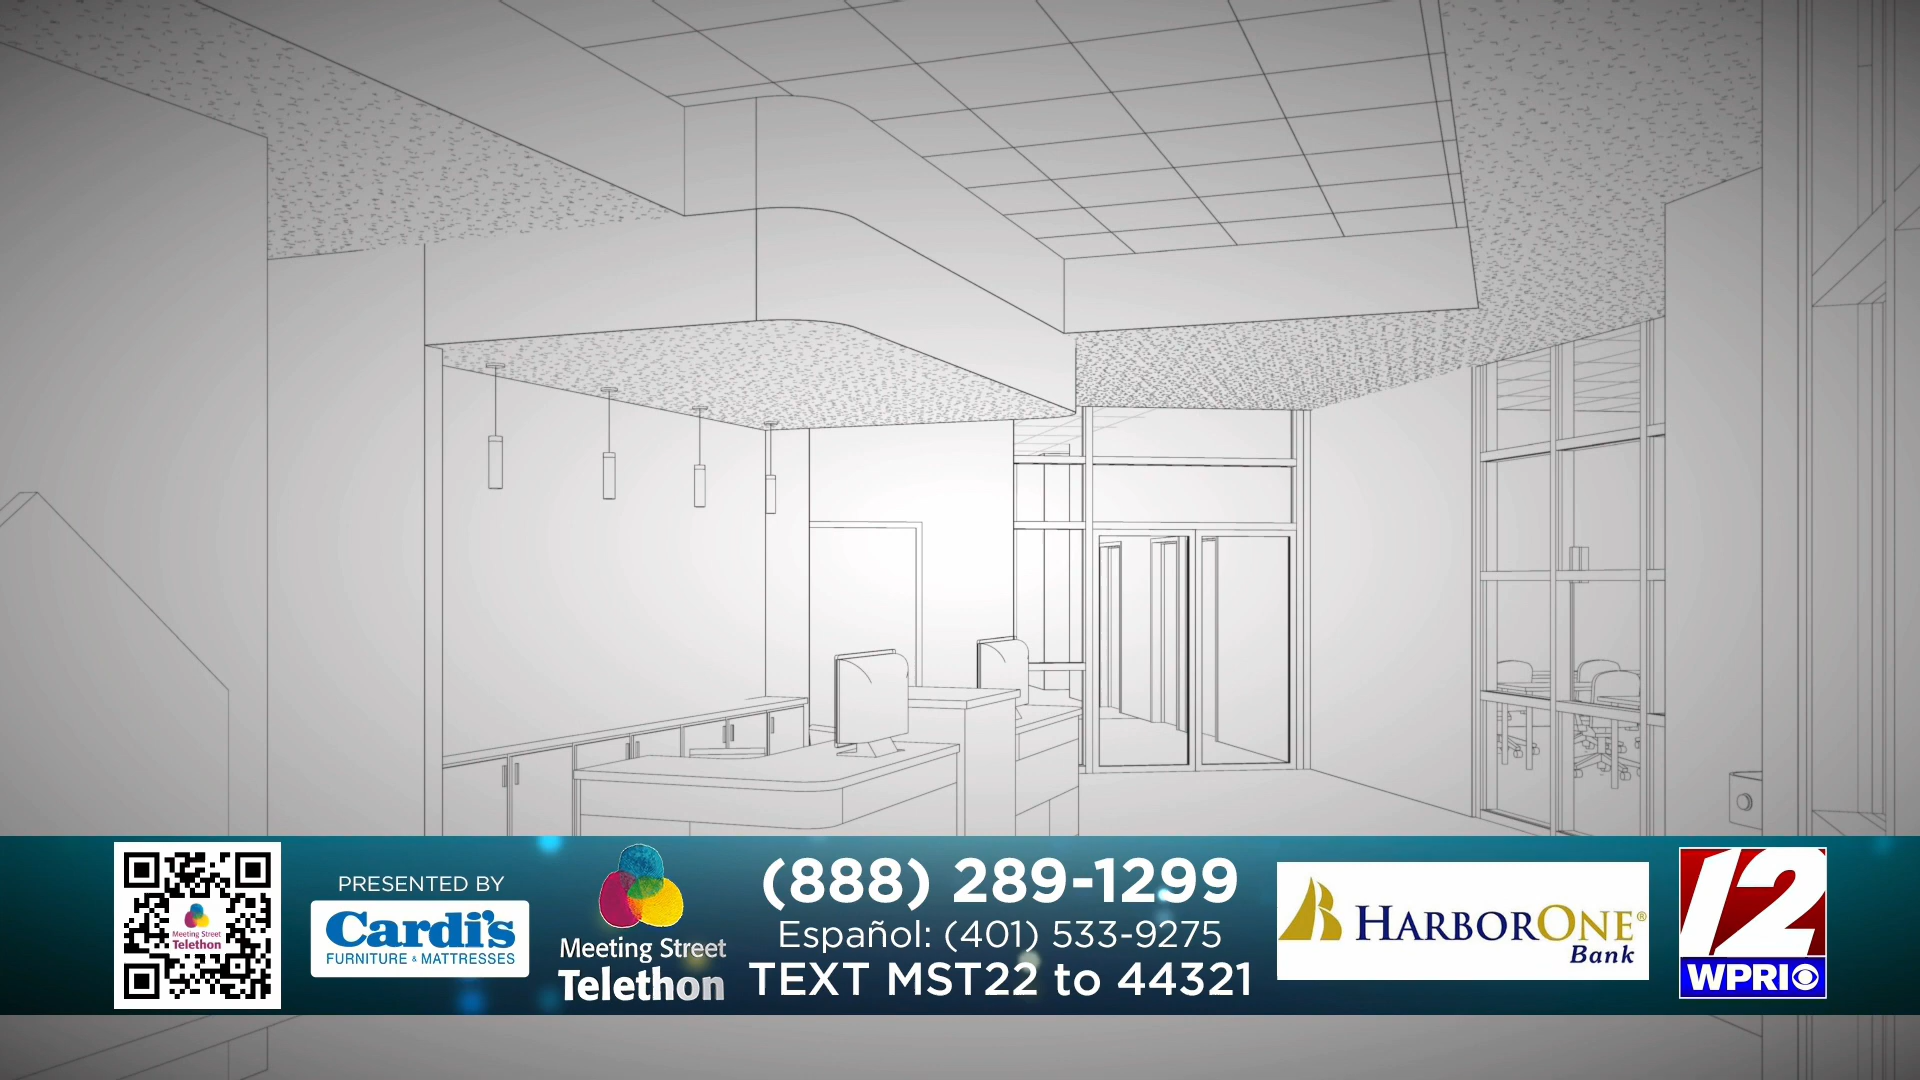 Meeting Street
Telethon
PRESENTED BY
Cardi's
FURNITURE & MATTRESSES
Meeting Street
Telethon
(888) 289-1299
Español: (401) 533-9275
TEXT MST22 to 44321
HARBORONE®
Bank
12
WPRI